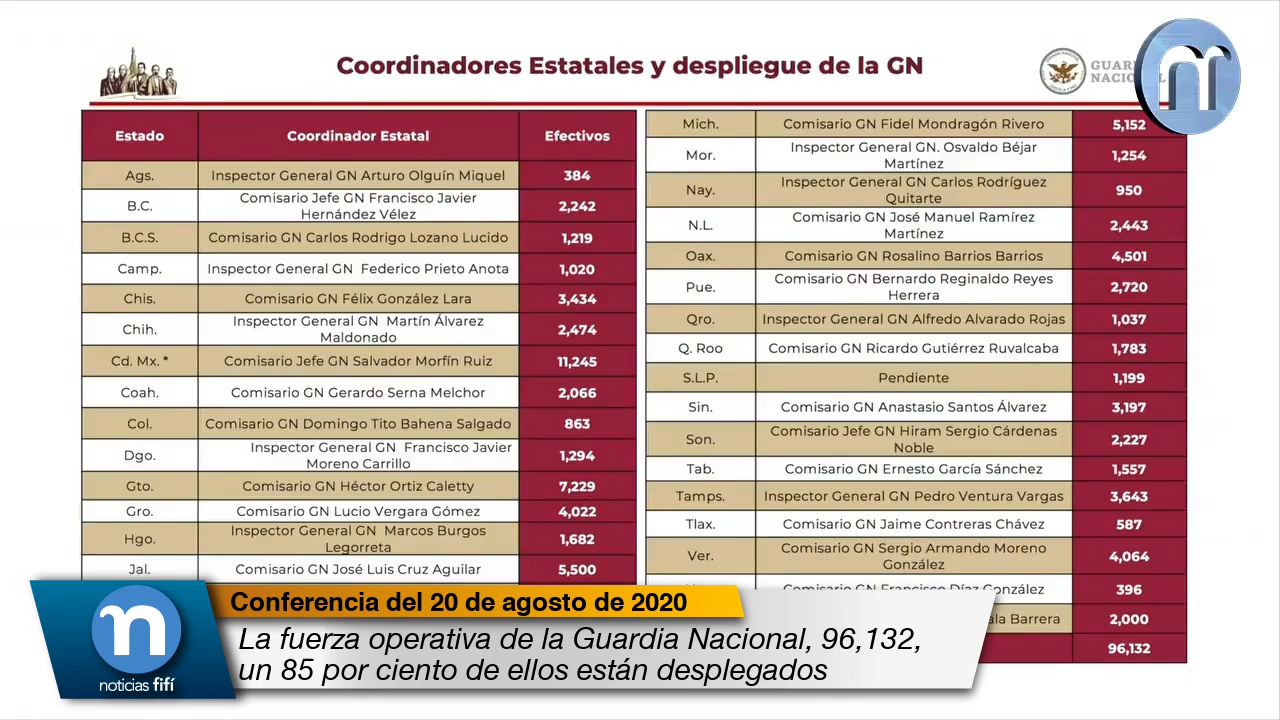 Coordinadores Estatales y despliegue de la GN
Estado Coordinador Estatal Efectivos
Ags. Inspector General GN Arturo Olguín Miquel 384
B.C. Comisario Jefe GN Francisco Javier
Hernández Vélez 2,242
B.C.S. Comisario GN Carlos Rodrigo Lozano Lucido 1,219
Camp. Inspector General GN Federico Prieto Anota 1,020
Chis. Comisario GN Félix González Lara 3,434
Chih. Inspector General GN Martín Álvarez
Maldonado 2,474
Cd. Mx. * Comisario Jefe GN Salvador Morfín Ruiz 11,245
Coah. Comisario GN Gerardo Serna Melchor 2,066
Col. Comisario GN Domingo Tito Bahena Salgado 863
Dgo. Inspector General GN Francisco Javier
Moreno Carrillo 1,294
Gto. Comisario GN Héctor Ortiz Caletty 7,229
Gro. Comisario GN Lucio Vergara Gómez 4,022
Hgo. Inspector General GN Marcos Burgos
Legorreta 1,682
Jal. Comisario GN José Luis Cruz Aguilar 5,500
Mich. Comisario GN Fidel Mondragón Rivero 5,152
Mor. Inspector General GN. Osvaldo Béjar
Martínez 1,254
Nay. Inspector General GN Carlos Rodríguez
Quitarte 950
N.L. Comisario GN José Manuel Ramírez
Martínez 2,443
Oax. Comisario GN Rosalino Barrios Barrios 4,501
Pue. Comisario GN Bernardo Reginaldo Reyes
Herrera 2,720
Qro. Inspector General GN Alfredo Alvarado Rojas 1,037
Q. Roo Comisario GN Ricardo Gutiérrez Ruvalcaba 1,783
S.L.P. Pendiente 1,199
Sin. Comisario GN Anastasio Santos Álvarez 3,197
Son. Comisario Jefe GN Hiram Sergio Cárdenas
Noble 2,227
Tab. Comisario GN Ernesto García Sánchez 1,557
Tamps. Inspector General GN Pedro Ventura Vargas 3,643
Tlax. Comisario GN Jaime Contreras Chávez 587
Ver. Comisario GN Sergio Armando Moreno
González 4,064
Comisario GN Francisco Díaz González 396
Barrera 2,000
96,132
n
noticias fifí
Conferencia del 20 de agosto de 2020
La fuerza operativa de la Guardia Nacional, 96,132,
un 85 por ciento de ellos están desplegados